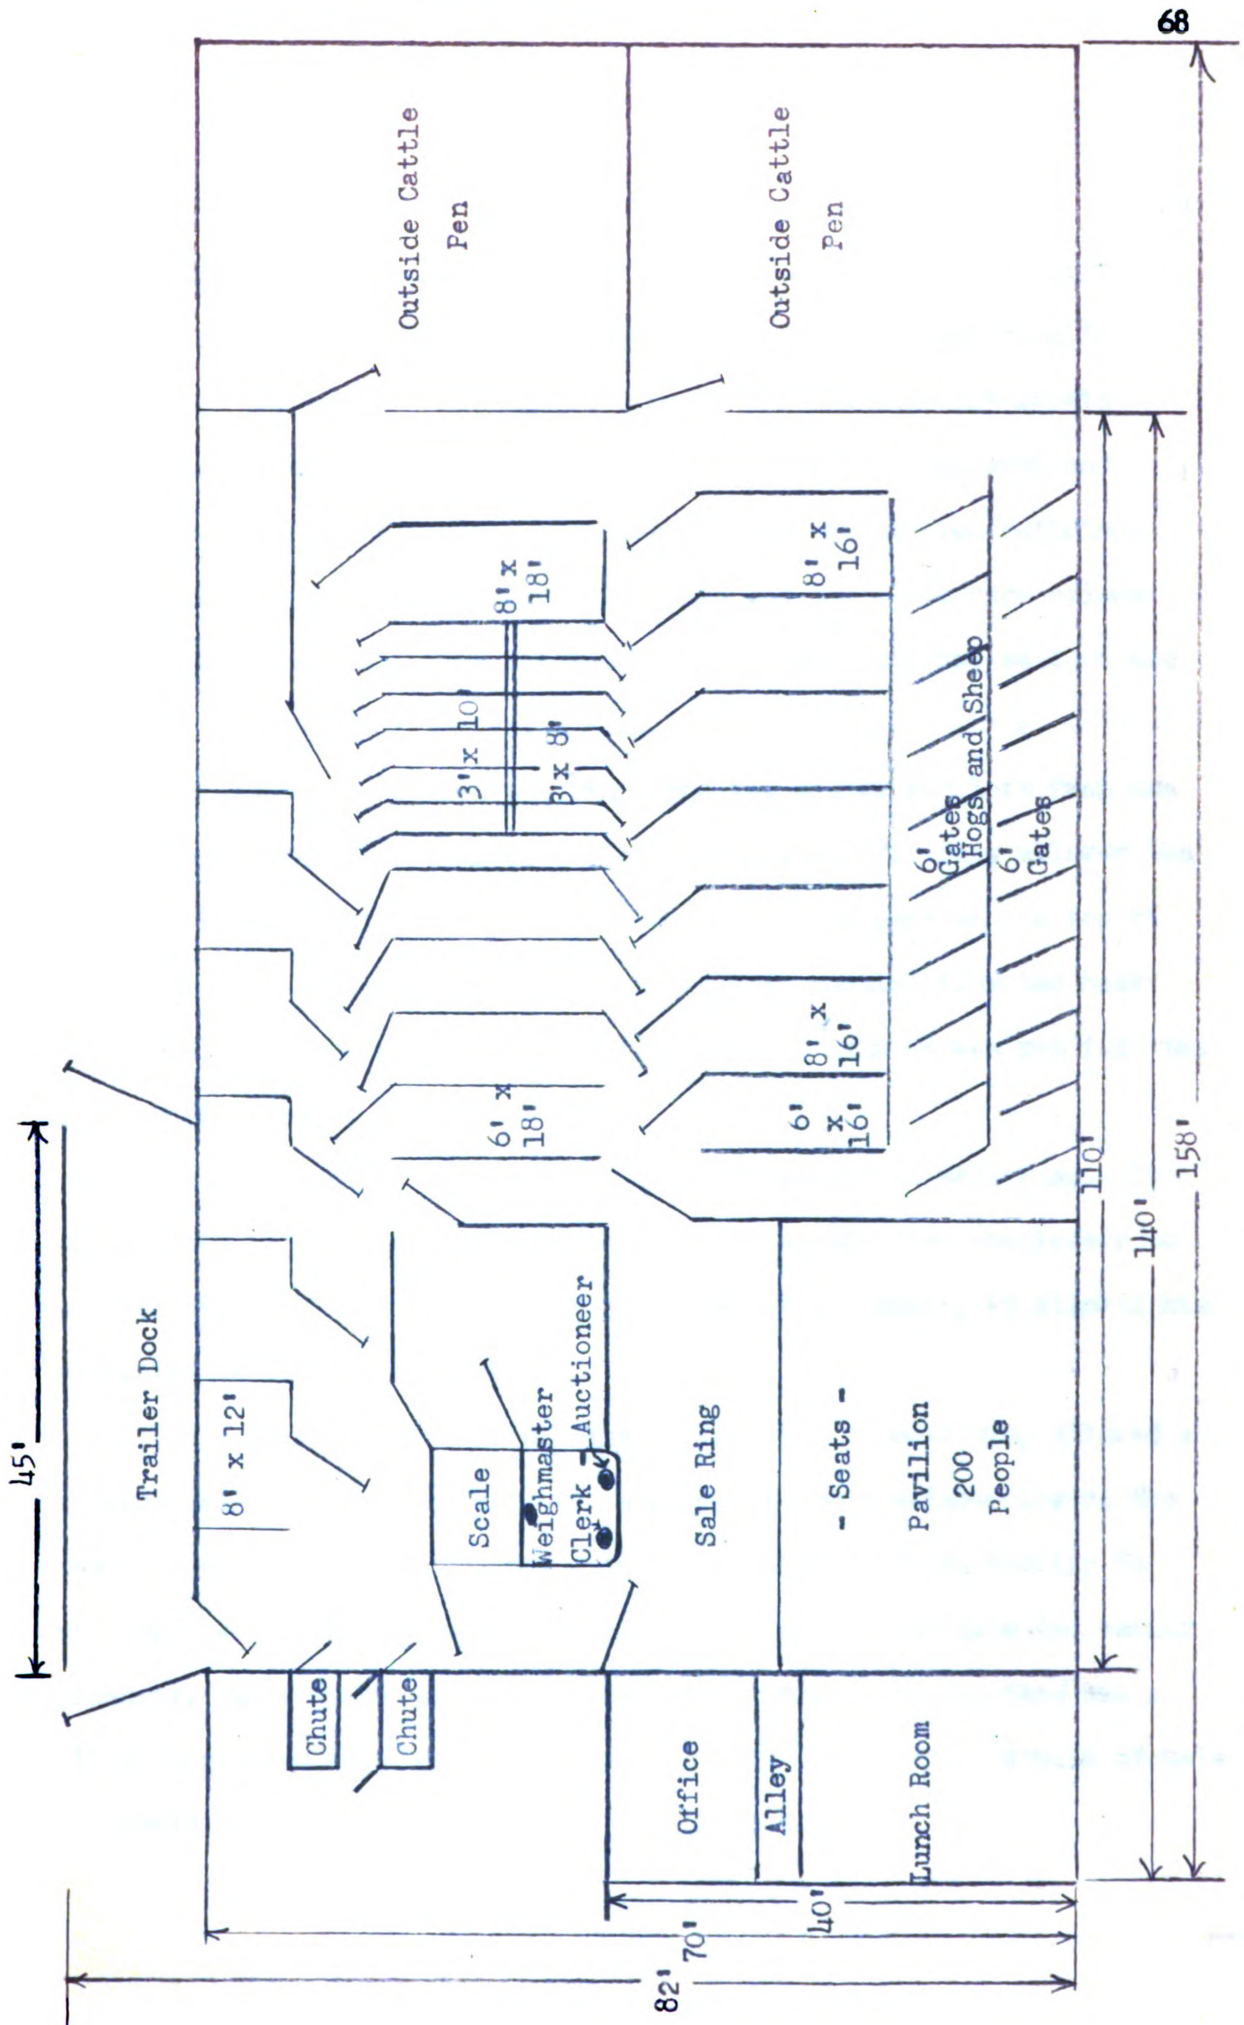 68
45'
Trailer Dock
8' x 12'
Outside Cattle
Pen
Outside Cattle
Pen
8' x
18'
3' x 10'
3'x 8'
6' x
18'
8' x
16'
8' x
16'
6'
x
16'
6'
Gates
Hogs and Sheep
6'
Gates
Scale
Weighmaster
Clerk - Auctioneer
Sale Ring
- Seats -
Pavilion
200
People
Chute
Chute
Office
Alley
Lunch Room
110'
140'
158'
40'
70'
82'